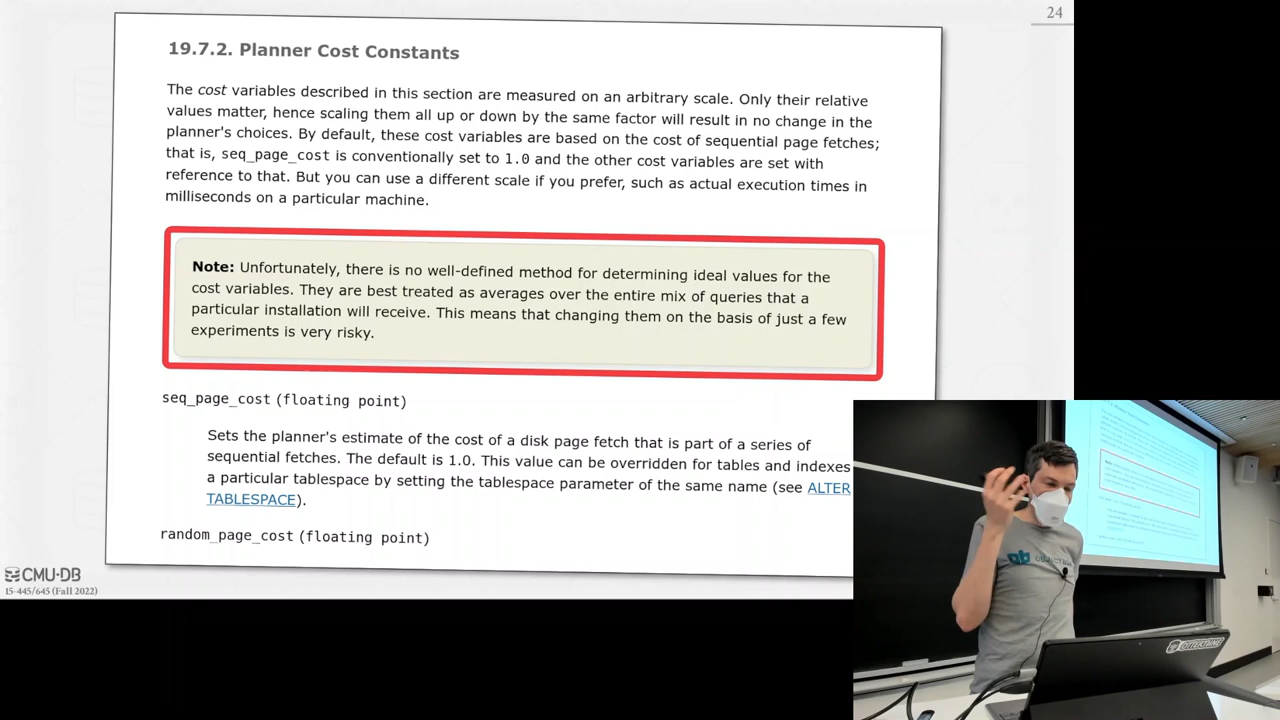 24
19.7.2. Planner Cost Constants
The cost variables described in this section are measured on an arbitrary scale. Only their relative
values matter, hence scaling them all up or down by the same factor will result in no change in the
planner's choices. By default, these cost variables are based on the cost of sequential page fetches;
that is, seq_page_cost is conventionally set to 1.0 and the other cost variables are set with
reference to that. But you can use a different scale if you prefer, such as actual execution times in
milliseconds on a particular machine.
Note: Unfortunately, there is no well-defined method for determining ideal values for the
cost variables. They are best treated as averages over the entire mix of queries that a
particular installation will receive. This means that changing them on the basis of just a few
experiments is very risky.
seq_page_cost (floating point)
Sets the planner's estimate of the cost of a disk page fetch that is part of a series of
sequential fetches. The default is 1.0. This value can be overridden for tables and indexes
a particular tablespace by setting the tablespace parameter of the same name (see ALTER
TABLESPACE).
random_page_cost (floating point)
CMU·DB
15-445/645 (Fall 2022)
OTTERTUNE